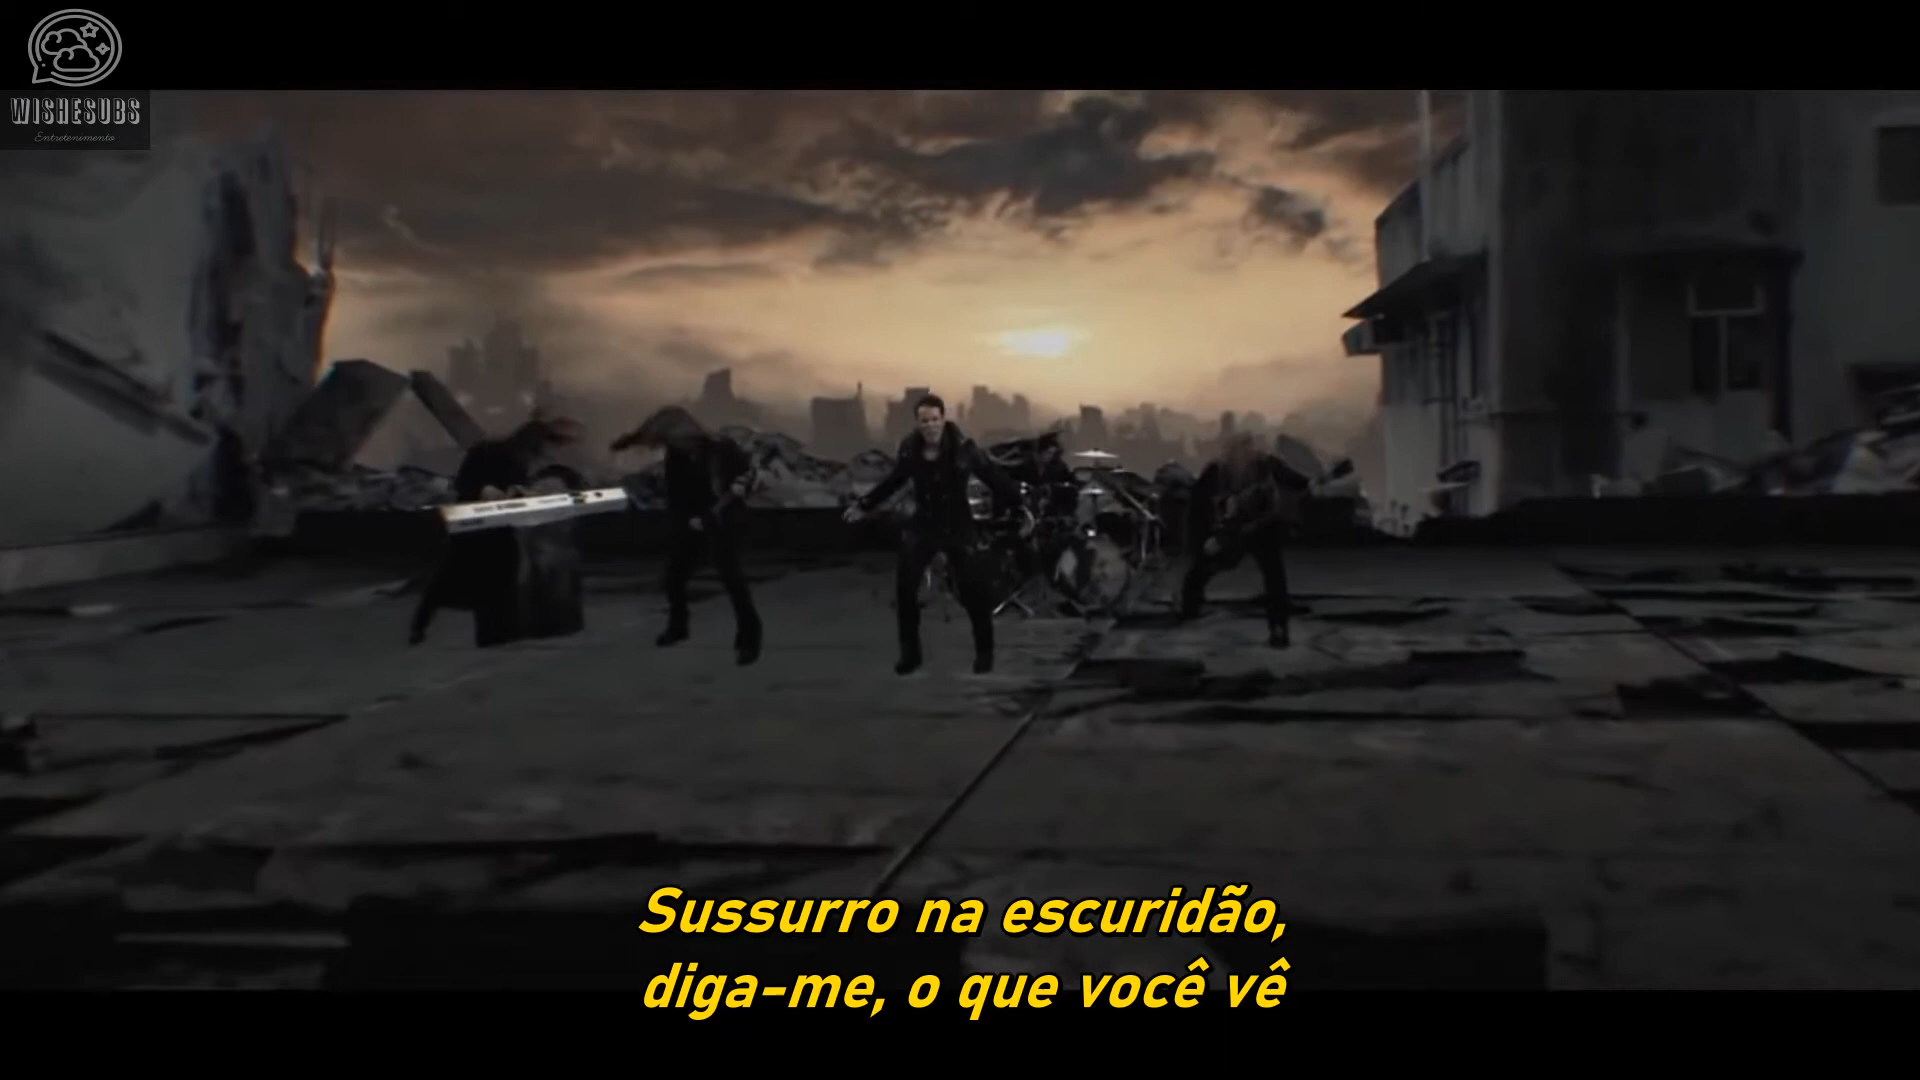 WISHESUBS
Entretenimento
Sussurro na escuridão,
diga-me, o que você vê